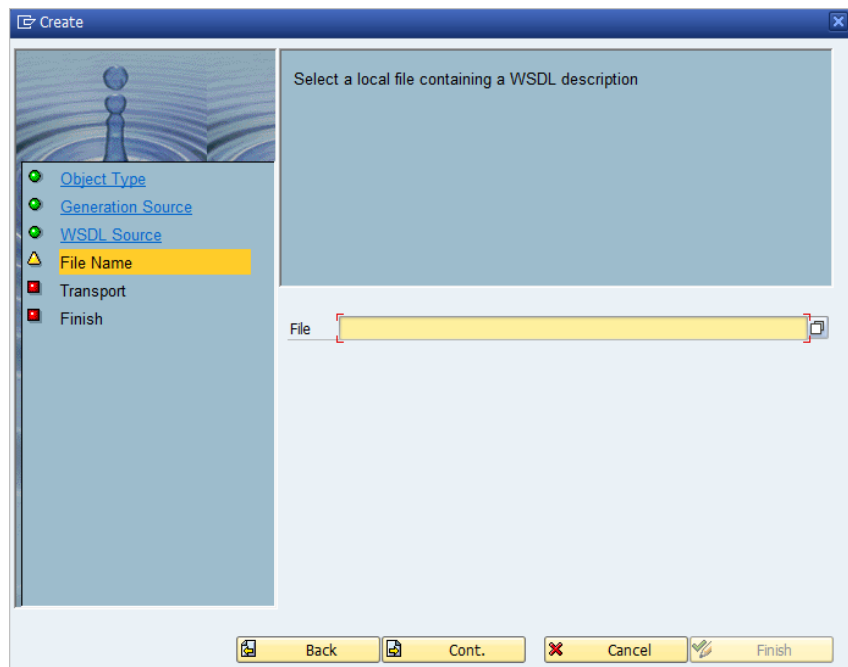 Create
Select a local file containing a WSDL description
Object Type
Generation Source
WSDL Source
File Name
Transport
Finish
File
Back
Cont.
Cancel
Finish